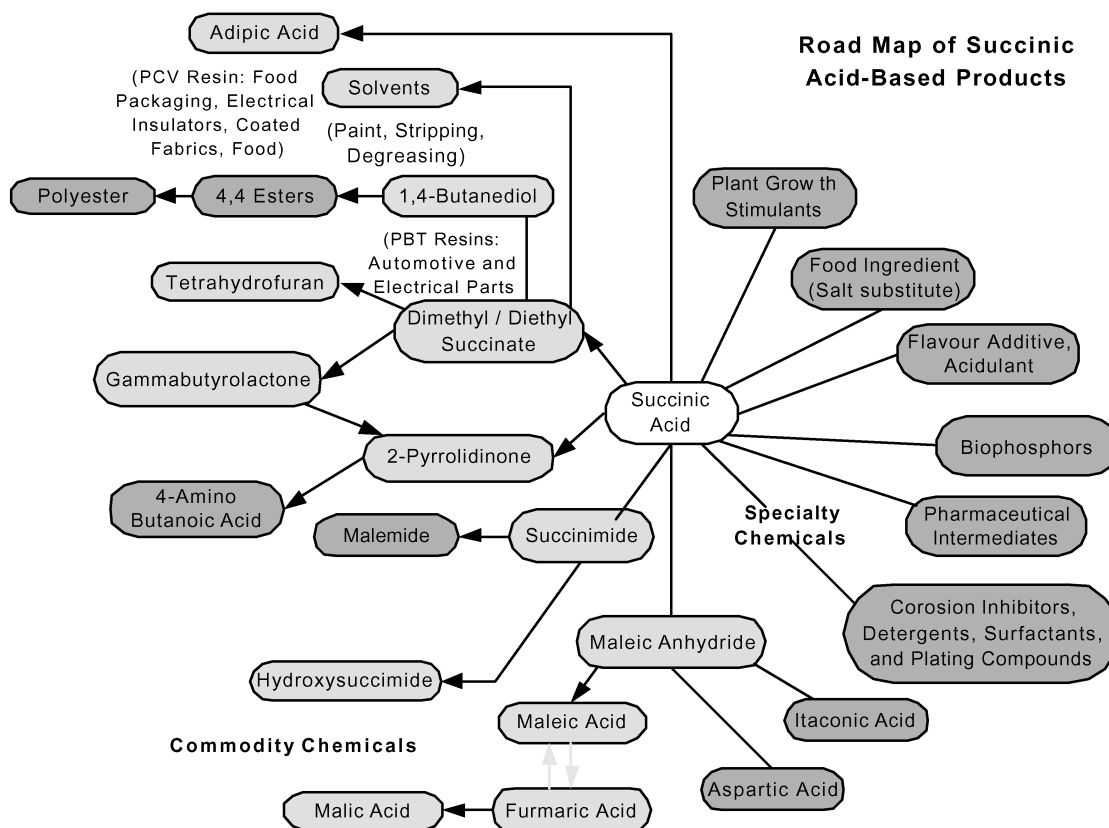 Road Map of Succinic
Acid-Based Products
Adipic Acid
(PCV Resin: Food
Packaging, Electrical
Insulators, Coated
Fabrics, Food)
Solvents
(Paint, Stripping,
Degreasing)
Polyester
4,4 Esters
1,4-Butanediol
(PBT Resins:
Automotive and
Electrical Parts
Tetrahydrofuran
Dimethyl / Diethyl
Succinate
Gammabutyrolactone
2-Pyrrolidinone
4-Amino
Butanoic Acid
Succinic
Acid
Plant Grow th
Stimulants
Food Ingredient
(Salt substitute)
Flavour Additive,
Acidulant
Biophosphors
Pharmaceutical
Intermediates
Specialty
Chemicals
Corosion Inhibitors,
Detergents, Surfactants,
and Plating Compounds
Malemide
Succinimide
Hydroxysuccimide
Maleic Anhydride
Maleic Acid
Itaconic Acid
Aspartic Acid
Commodity Chemicals
Malic Acid
Furmaric Acid